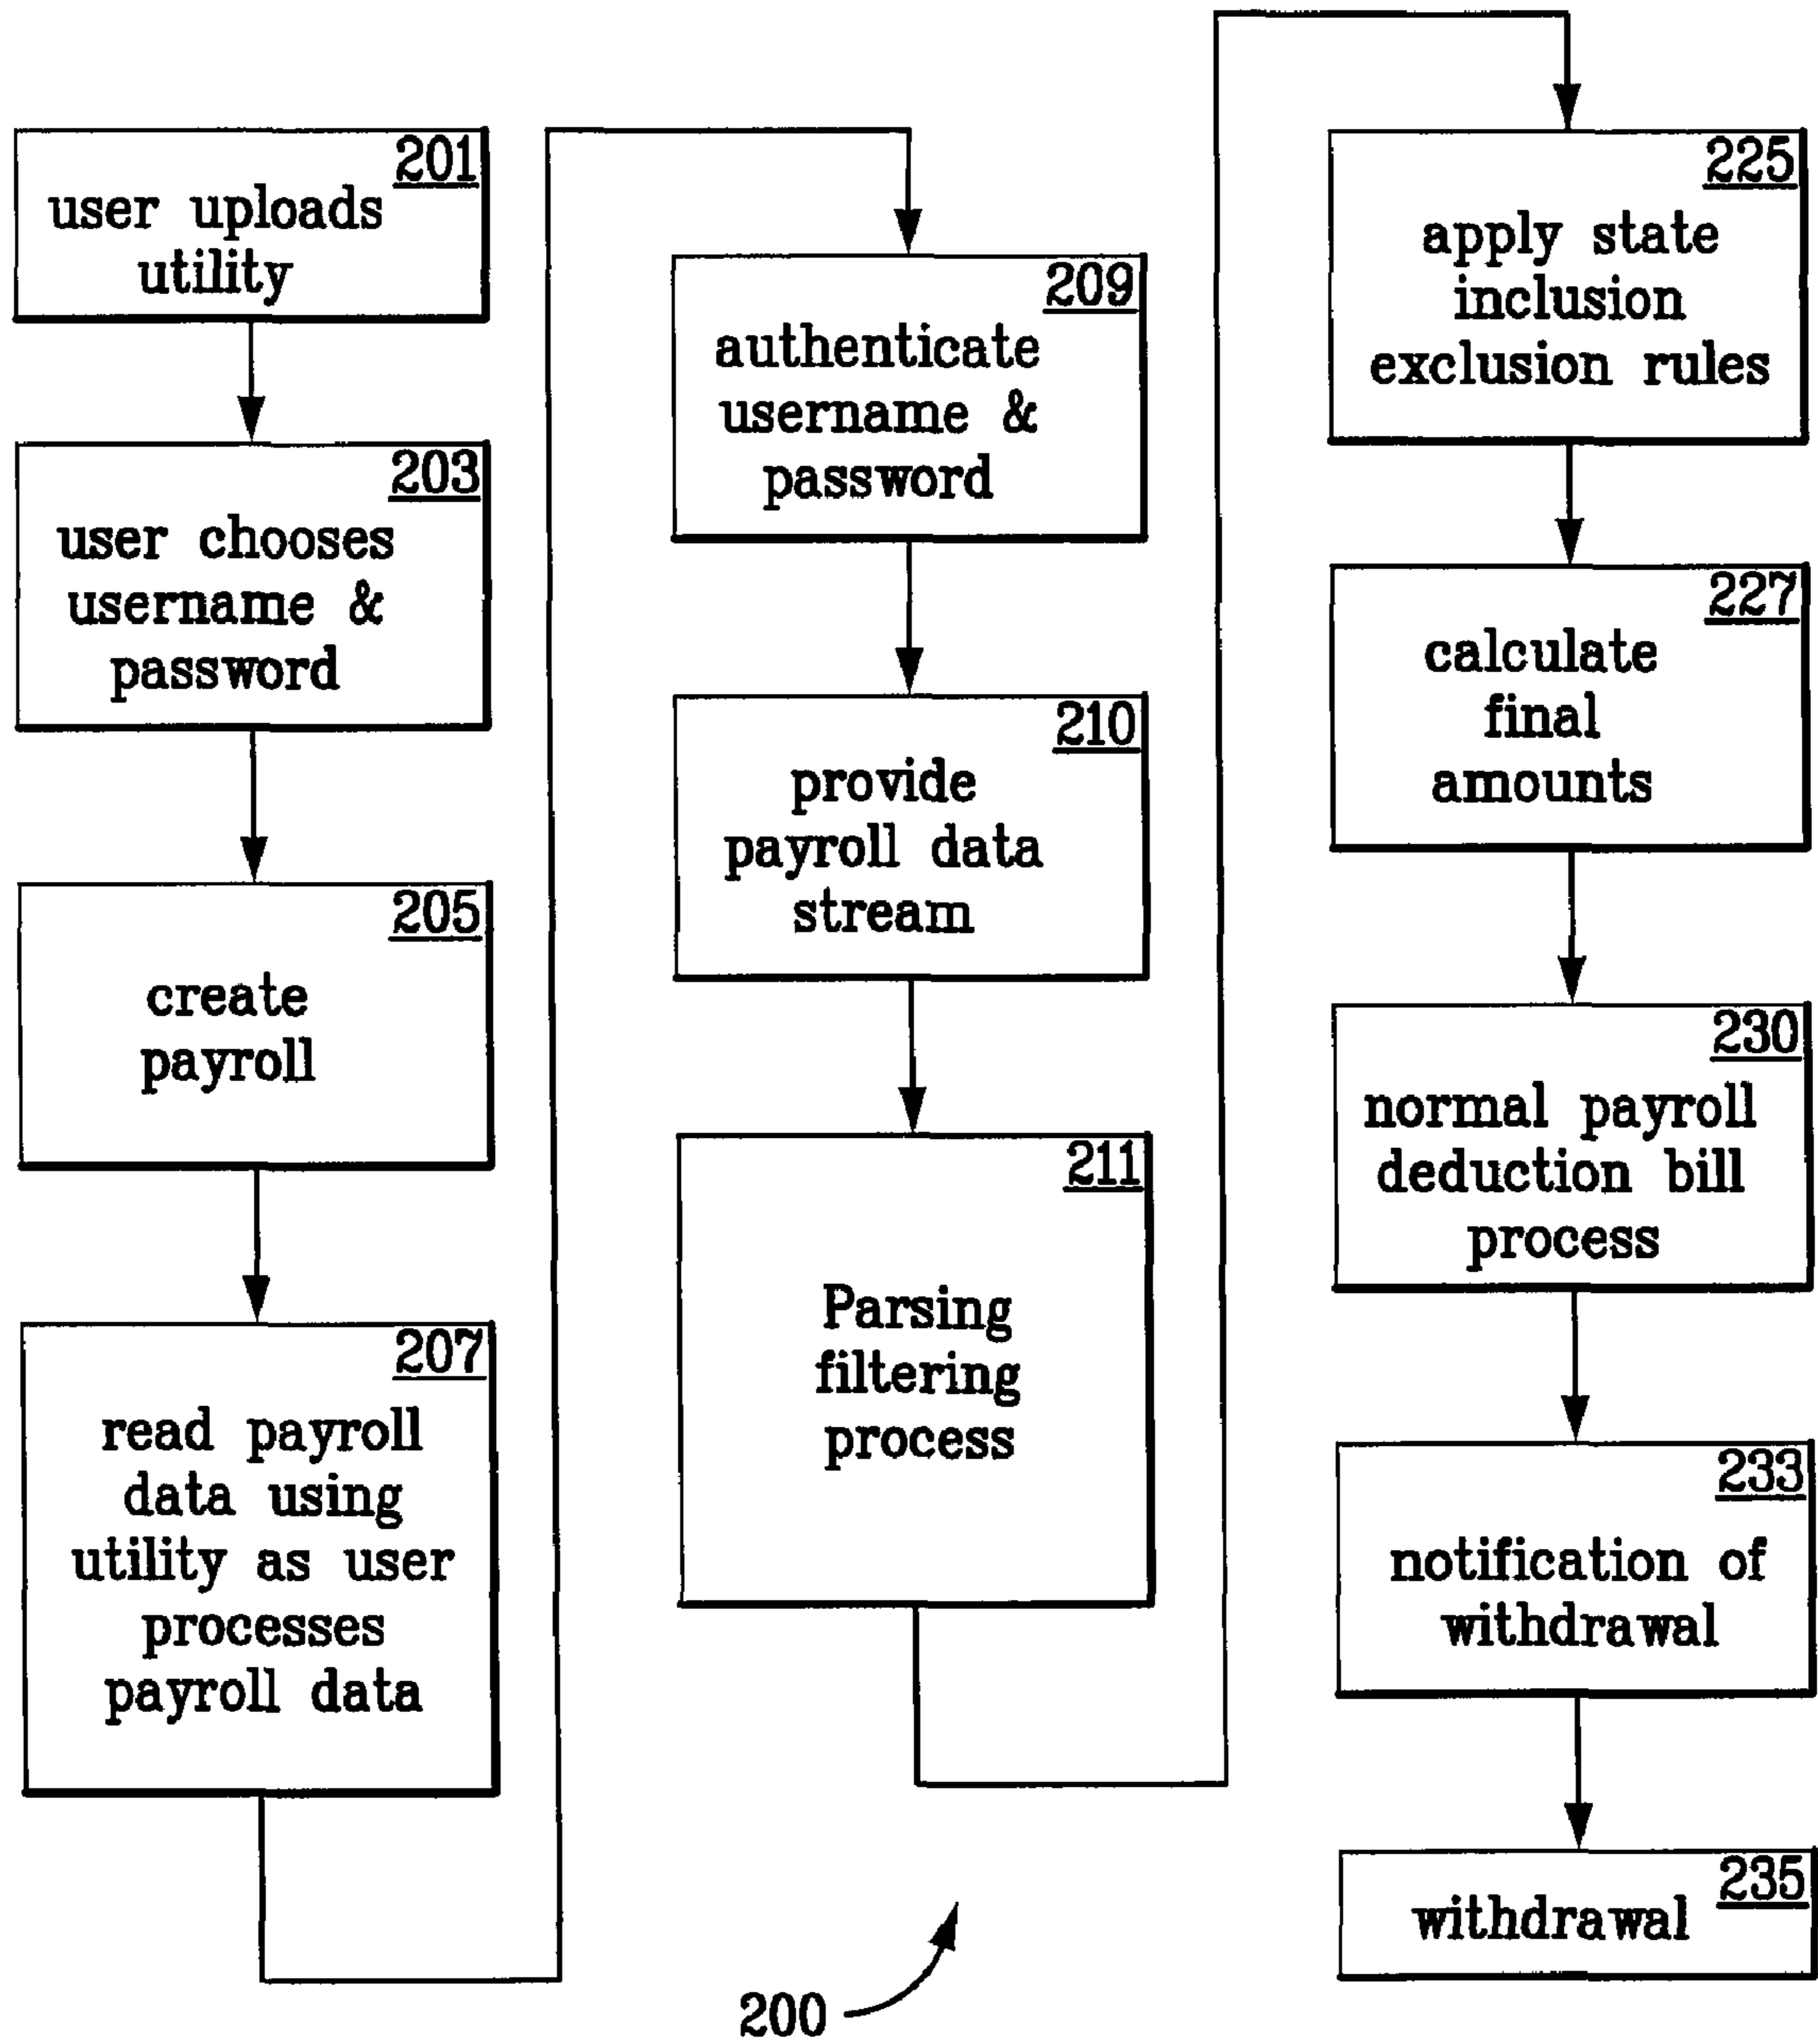 201
user uploads
utility
203
user chooses
username &
password
205
create
payroll
207
read payroll
data using
utility as user
processes
payroll data
209
authenticate
username &
password
210
provide
payroll data
stream
211
Parsing
filtering
process
225
apply state
inclusion
exclusion rules
227
calculate
final
amounts
230
normal payroll
deduction bill
process
233
notification of
withdrawal
235
withdrawal
200